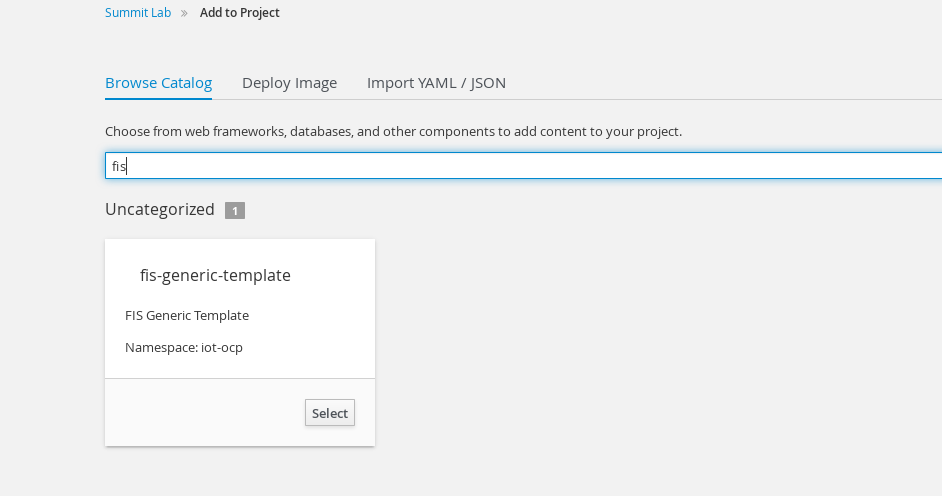 Summit Lab » Add to Project
Browse Catalog Deploy Image Import YAML / JSON
Choose from web frameworks, databases, and other components to add content to your project.
fis
Uncategorized 1
fis-generic-template
FIS Generic Template
Namespace: iot-ocp
Select